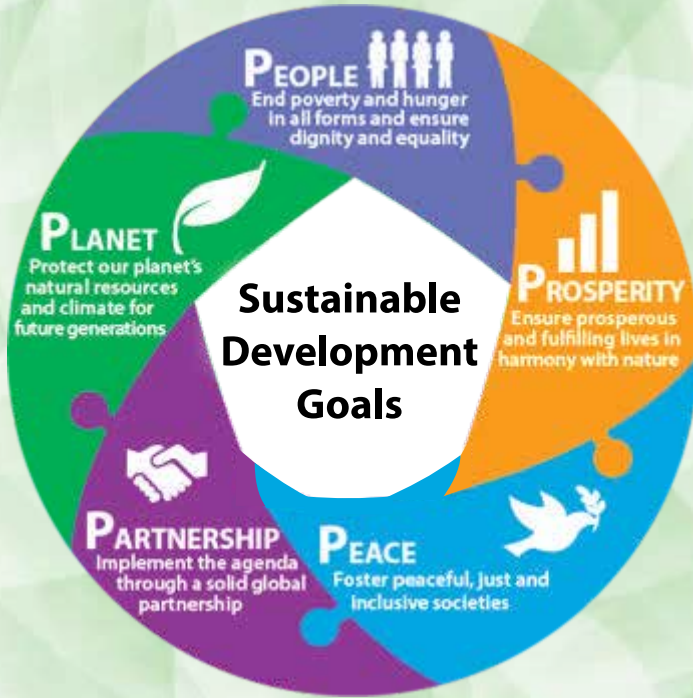 PEOPLE
End poverty and hunger
in all forms and ensure
dignity and equality
PROSPERITY
Ensure prosperous
and fulfilling lives in
harmony with nature
PEACE
Foster peaceful, just and
inclusive societies
PARTNERSHIP
Implement the agenda
through a solid global
partnership
PLANET
Protect our planet's
natural resources
and climate for
future generations
Sustainable
Development
Goals